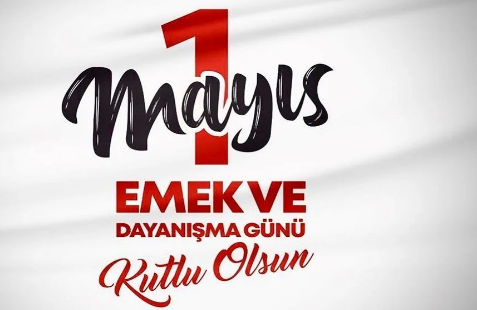 1
Mayıs
EMEK VE
DAYANIŞMA GÜNÜ
Kutlu Olsun